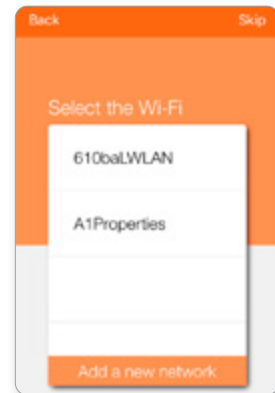 Back
Skip
Select the Wi-Fi
610baLWLAN
A1Properties
Add a new network